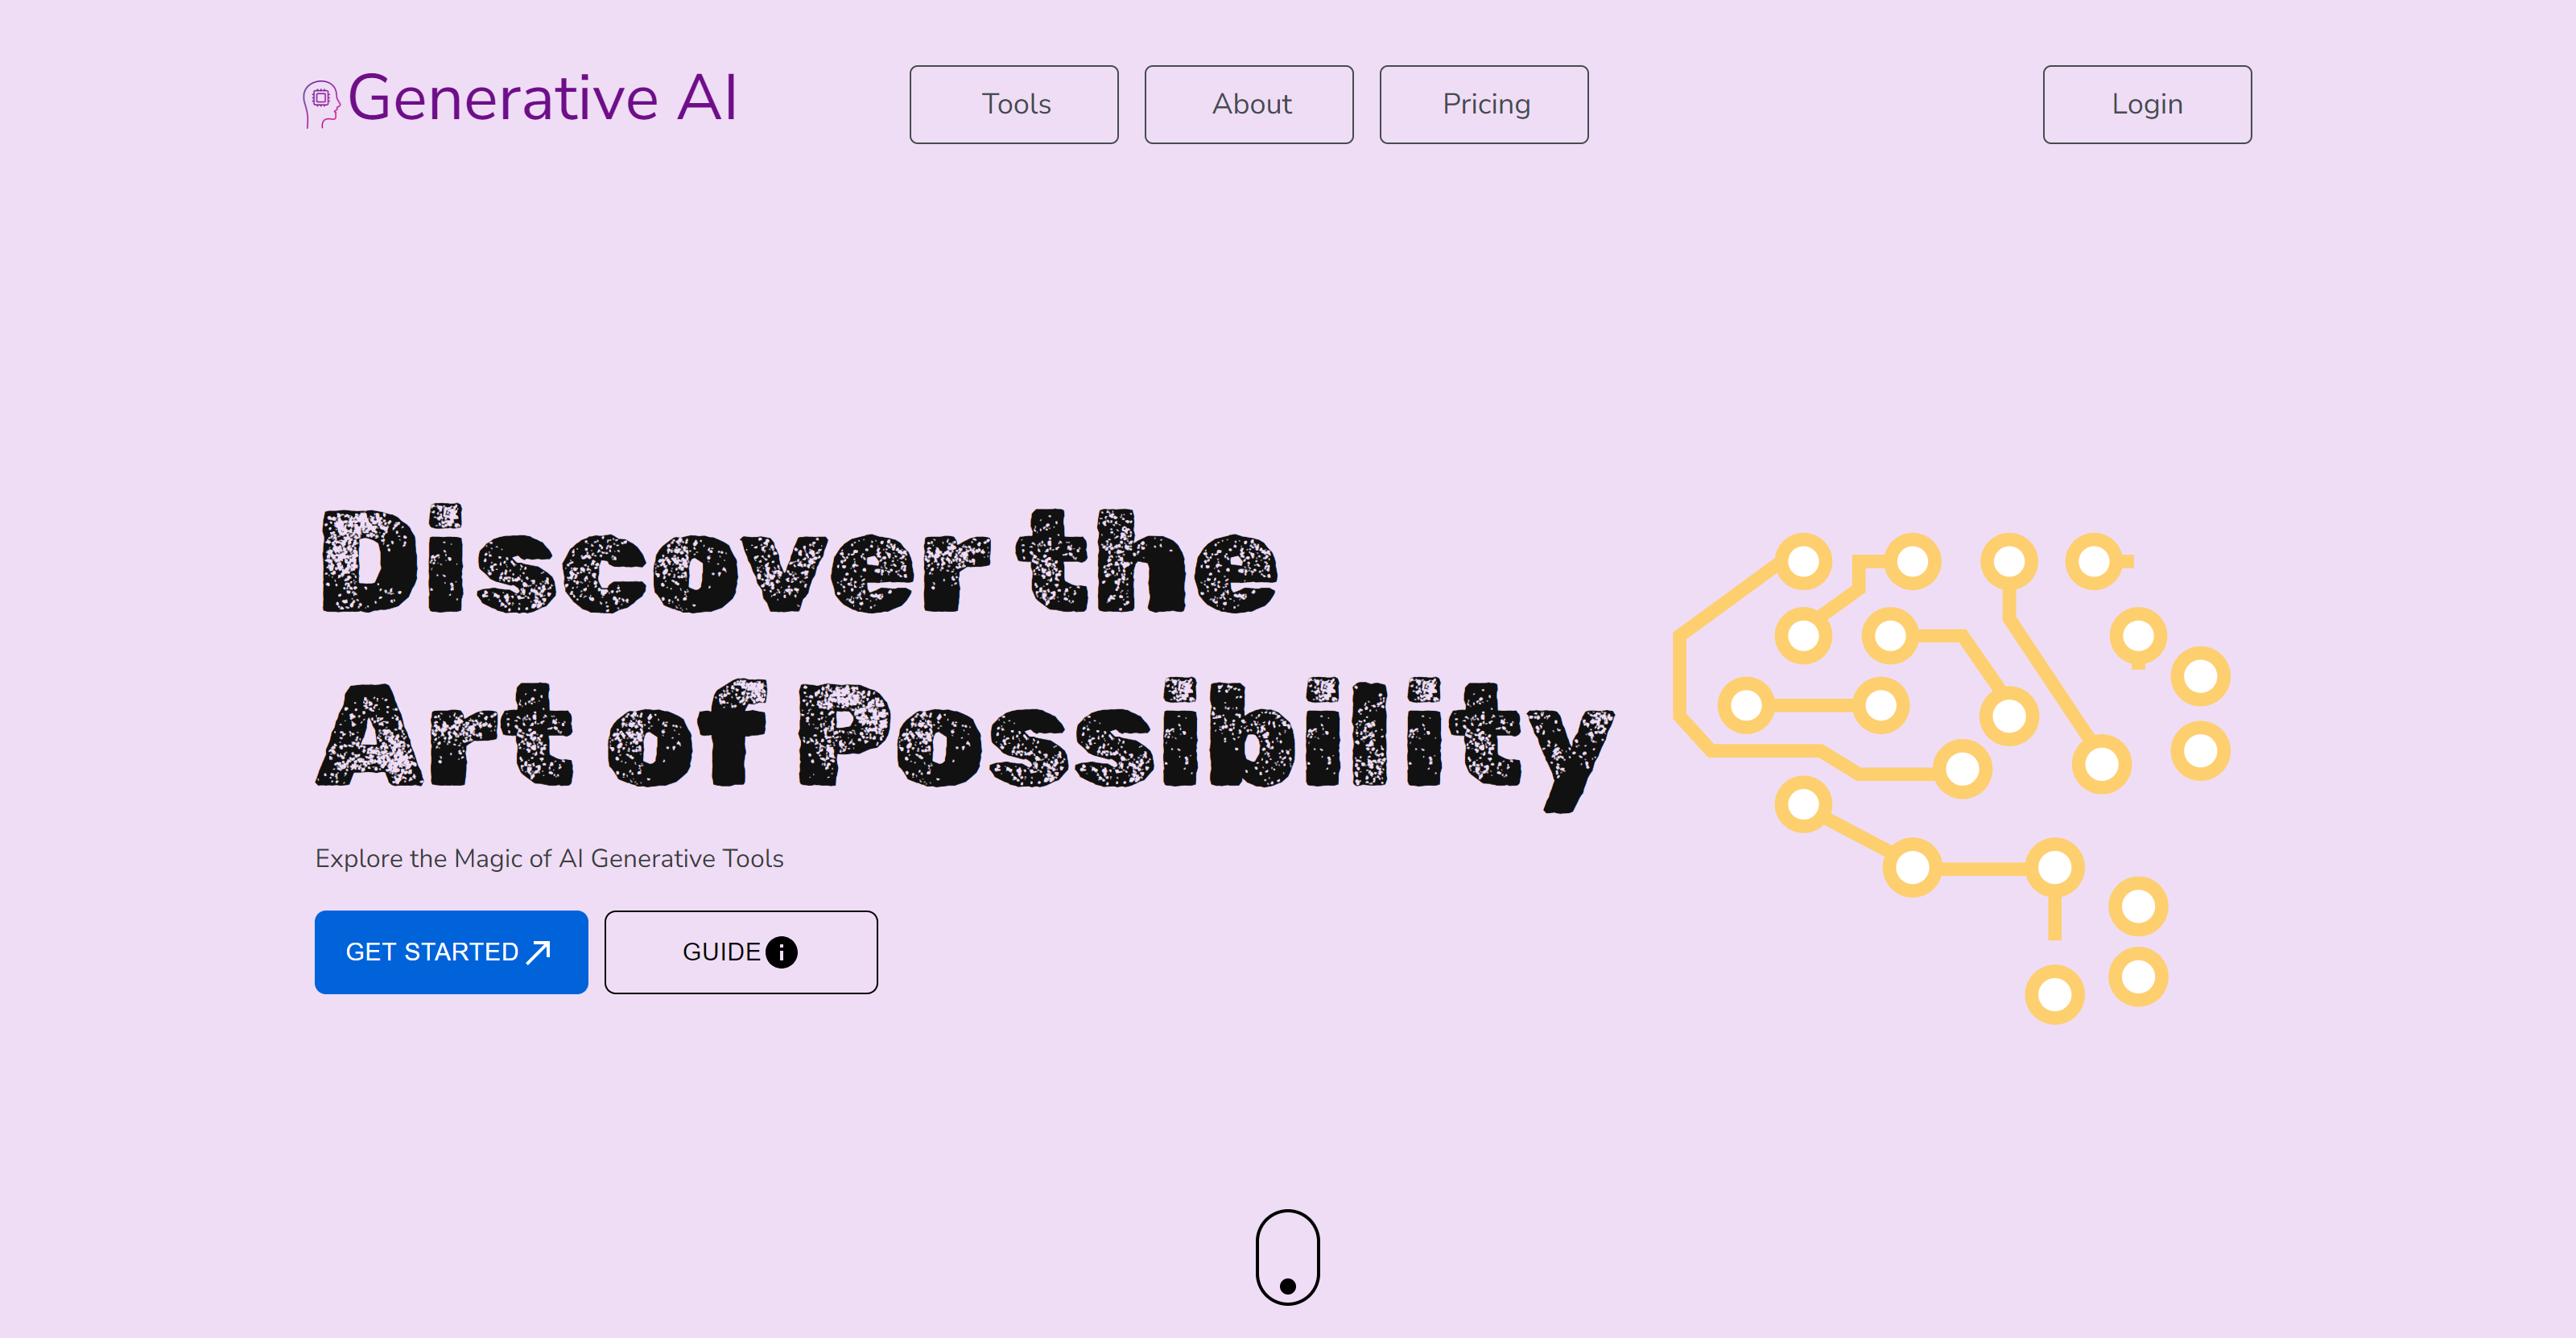 Generative AI
Tools
About
Pricing
Login
Discover the
Art of Possibility
Explore the Magic of AI Generative Tools
GET STARTED
GUIDE